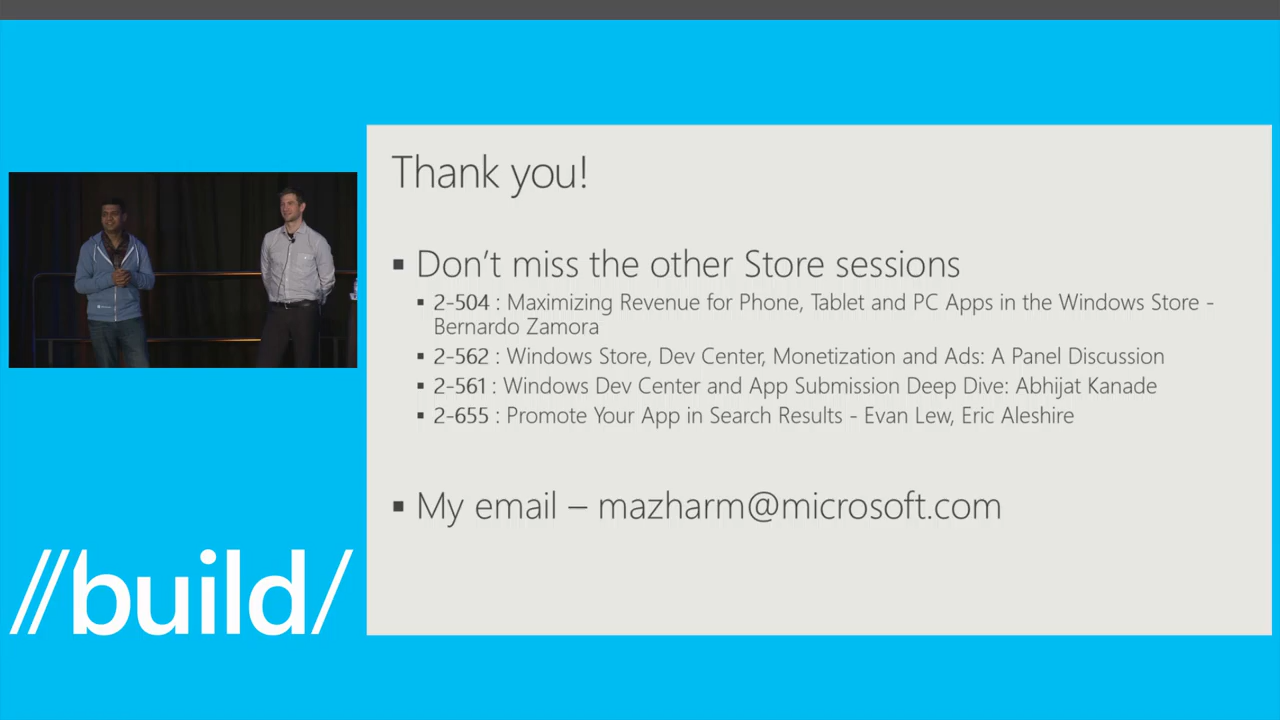 Thank you!
▪ Don't miss the other Store sessions
▪ 2-504 : Maximizing Revenue for Phone, Tablet and PC Apps in the Windows Store -
Bernardo Zamora
▪ 2-562 : Windows Store, Dev Center, Monetization and Ads: A Panel Discussion
▪ 2-561 : Windows Dev Center and App Submission Deep Dive: Abhijat Kanade
▪ 2-655 : Promote Your App in Search Results - Evan Lew, Eric Aleshire
▪ My email – mazharm@microsoft.com
//build/